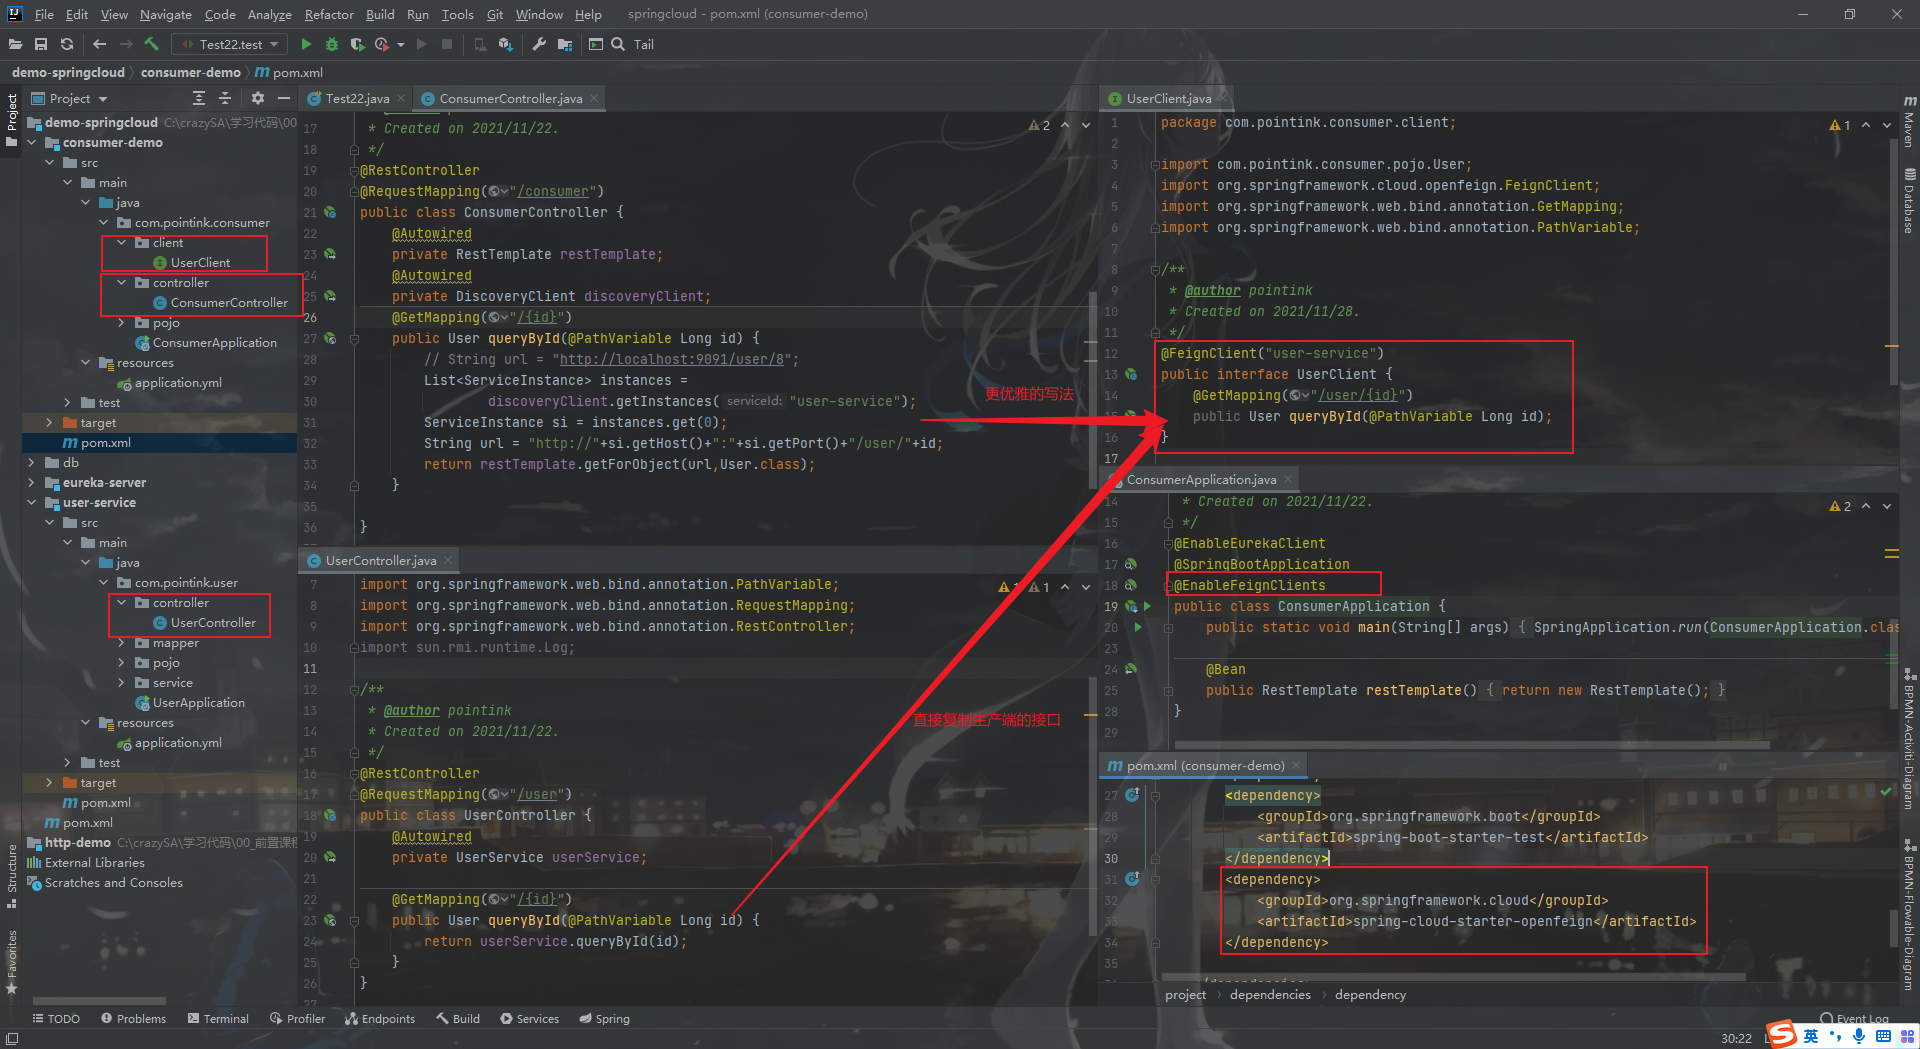 File Edit View Navigate Code Analyze Refactor Build Run Tools Git Window Help springcloud - pom.xml (consumer-demo)
Test22.test Tail
demo-springcloud consumer-demo pom.xml
Project
Project
Structure
Favorites
demo-springcloud C:\crazySA\学习代码\00
consumer-demo
src
main
java
com.pointink.consumer
client
UserClient
controller
ConsumerController
pojo
ConsumerApplication
resources
application.yml
test
target
pom.xml
db
eureka-server
user-service
src
main
java
com.pointink.user
controller
UserController
mapper
pojo
service
UserApplication
resources
application.yml
test
target
pom.xml
pom.xml
http-demo C:\crazySA\学习代码\00_前置课程
External Libraries
Scratches and Consoles
Test22.java ConsumerController.java
2
17 * Created on 2021/11/22.
18 */
19 @RestController
20 @RequestMapping("/consumer")
21 public class ConsumerController {
22 @Autowired
23 private RestTemplate restTemplate;
24 @Autowired
25 private DiscoveryClient discoveryClient;
26 @GetMapping("/{id}")
27 public User queryById(@PathVariable Long id) {
28 // String url = "http://localhost:9091/user/8";
29 List<ServiceInstance> instances =
30 discoveryClient.getInstances( serviceId: "user-service");
31 ServiceInstance si = instances.get(0);
32 String url = "http://"+si.getHost()+":"+si.getPort()+"/user/"+id;
33 return restTemplate.getForObject(url,User.class);
34 }
35
36 }
更优雅的写法
UserController.java
1
7 import org.springframework.web.bind.annotation.PathVariable;
8 import org.springframework.web.bind.annotation.RequestMapping;
9 import org.springframework.web.bind.annotation.RestController;
10 import sun.rmi.runtime.Log;
11
12 /**
13 * @author pointink
14 * Created on 2021/11/22.
15 */
16 @RestController
17 @RequestMapping("/user")
18 public class UserController {
19 @Autowired
20 private UserService userService;
21
22 @GetMapping("/{id}")
23 public User queryById(@PathVariable Long id) {
24 return userService.queryById(id);
25 }
26 }
27
直接复制生产端的接口
UserClient.java
1
1 package com.pointink.consumer.client;
2
3 import com.pointink.consumer.pojo.User;
4 import org.springframework.cloud.openfeign.FeignClient;
5 import org.springframework.web.bind.annotation.GetMapping;
6 import org.springframework.web.bind.annotation.PathVariable;
7
8 /**
9 * @author pointink
10 * Created on 2021/11/28.
11 */
12 @FeignClient("user-service")
13 public interface UserClient {
14 @GetMapping("/user/{id}")
public User queryById(@PathVariable Long id);
16 }
17
ConsumerApplication.java
2
14 * Created on 2021/11/22.
15 */
16 @EnableEurekaClient
17 @SpringBootApplication
18 @EnableFeignClients
19 public class ConsumerApplication {
20 public static void main(String[] args) { SpringApplication.run(ConsumerApplication.clas
23
24 @Bean
25 public RestTemplate restTemplate() { return new RestTemplate(); }
28 }
29
pom.xml (consumer-demo)
27 <dependency>
28 <groupId>org.springframework.boot</groupId>
29 <artifactId>spring-boot-starter-test</artifactId>
30 </dependency>
31 <dependency>
32 <groupId>org.springframework.cloud</groupId>
33 <artifactId>spring-cloud-starter-openfeign</artifactId>
34 </dependency>
35
project dependencies dependency
Maven
Database
BPMN-Activiti-Diagram
BPMN-Flowable-Diagram
TODO Problems Terminal Profiler Endpoints Build Services Spring Event Log
30:22
英